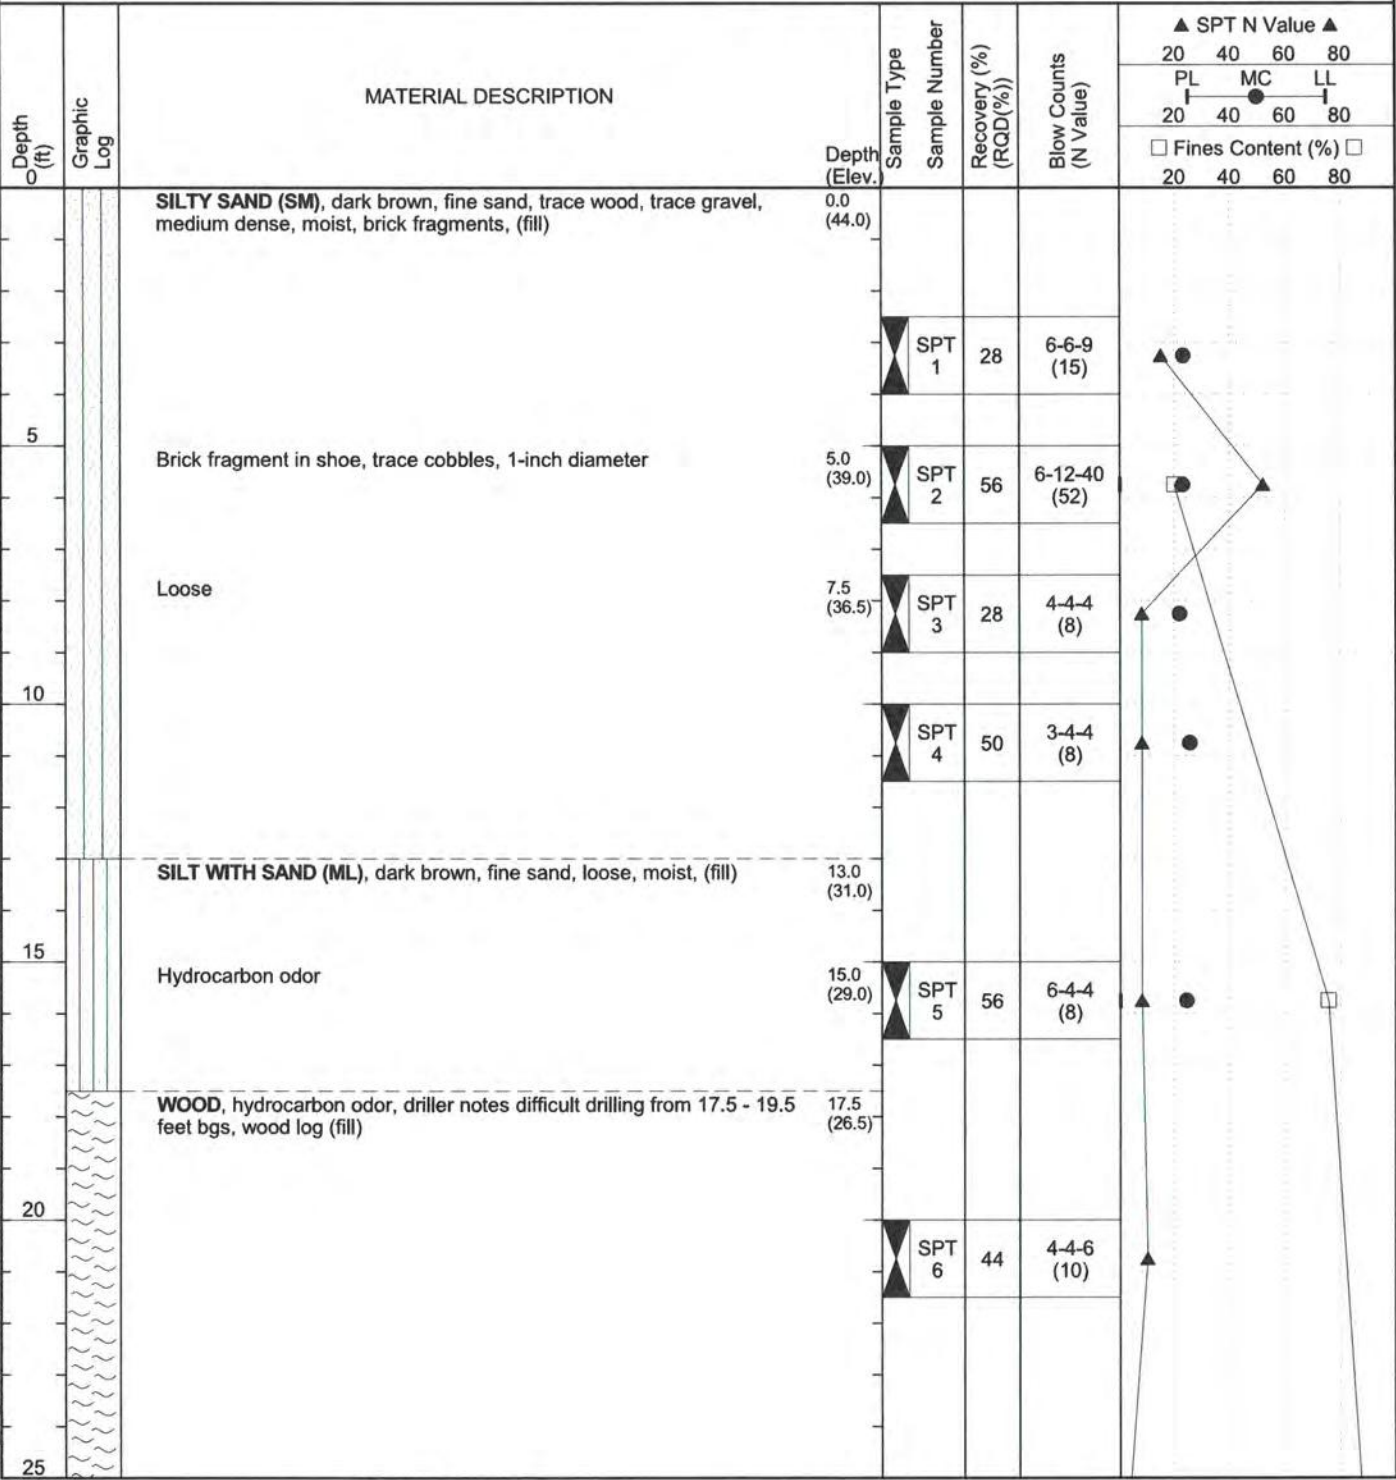 Depth
(ft)
0
Graphic
Log
MATERIAL DESCRIPTION
Depth
(Elev.)
Sample Type
Sample Number
Recovery (%)
(RQD(%))
Blow Counts
(N Value)
▲ SPT N Value ▲
20 40 60 80
PL MC LL
20 40 60 80
□ Fines Content (%) □
20 40 60 80
SILTY SAND (SM), dark brown, fine sand, trace wood, trace gravel,
medium dense, moist, brick fragments, (fill)
0.0
(44.0)
SPT
1
28
6-6-9
(15)
5
Brick fragment in shoe, trace cobbles, 1-inch diameter
5.0
(39.0)
SPT
2
56
6-12-40
(52)
Loose
7.5
(36.5)
SPT
3
28
4-4-4
(8)
10
SPT
4
50
3-4-4
(8)
SILT WITH SAND (ML), dark brown, fine sand, loose, moist, (fill)
13.0
(31.0)
15
Hydrocarbon odor
15.0
(29.0)
SPT
5
56
6-4-4
(8)
WOOD, hydrocarbon odor, driller notes difficult drilling from 17.5 - 19.5
feet bgs, wood log (fill)
17.5
(26.5)
20
SPT
6
44
4-4-6
(10)
25